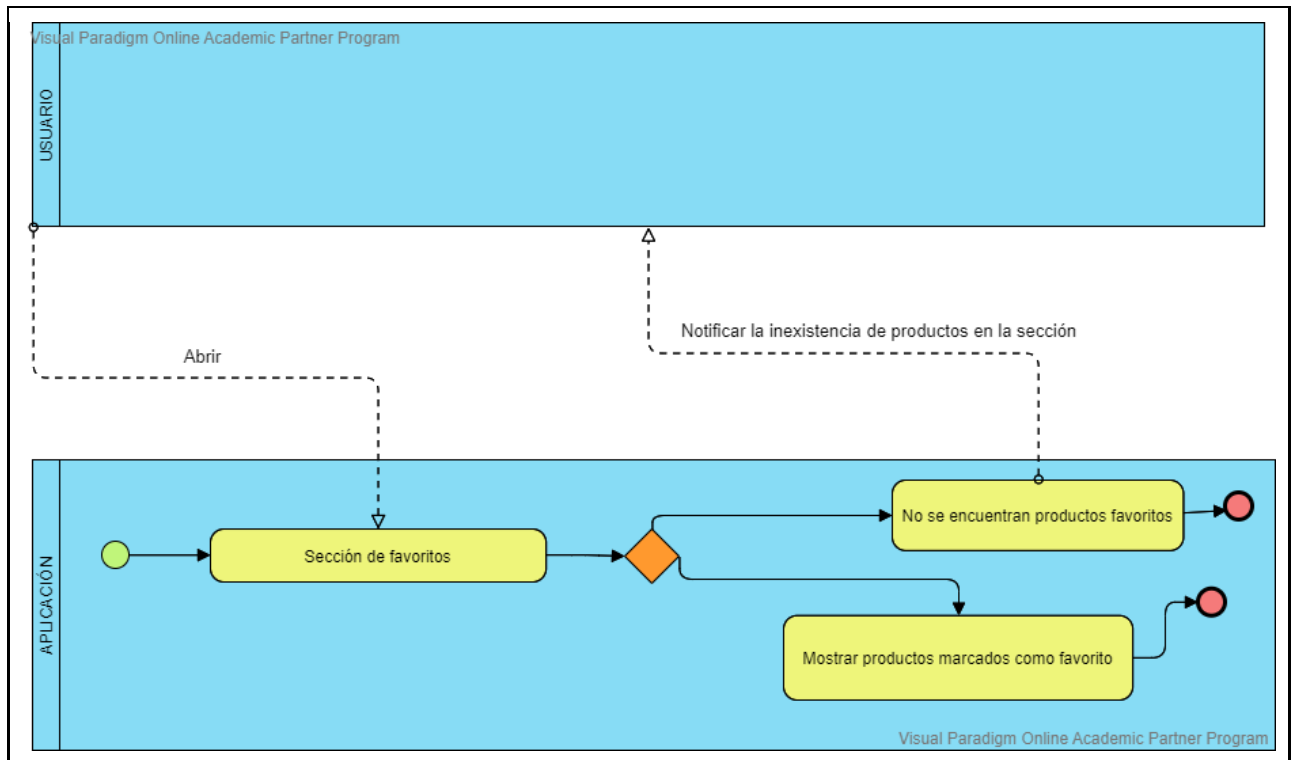 Visual Paradigm Online Academic Partner Program
USUARIO
Notificar la inexistencia de productos en la sección
Abrir
No se encuentran productos favoritos
Sección de favoritos
APLICACIÓN
Mostrar productos marcados como favorito
Visual Paradigm Online Academic Partner Program